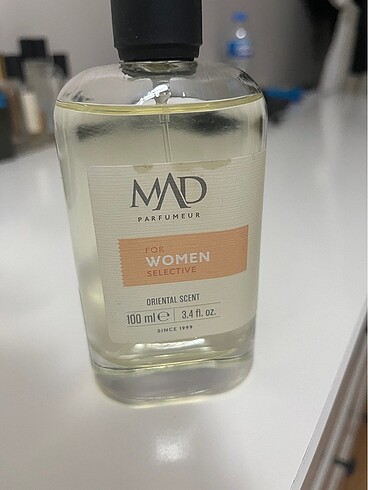 MAD
PARFUMEUR
FOR
WOMEN
SELECTIVE
ORIENTAL SCENT
100 ml ℮ 3.4 fl. oz.
SINCE 1999